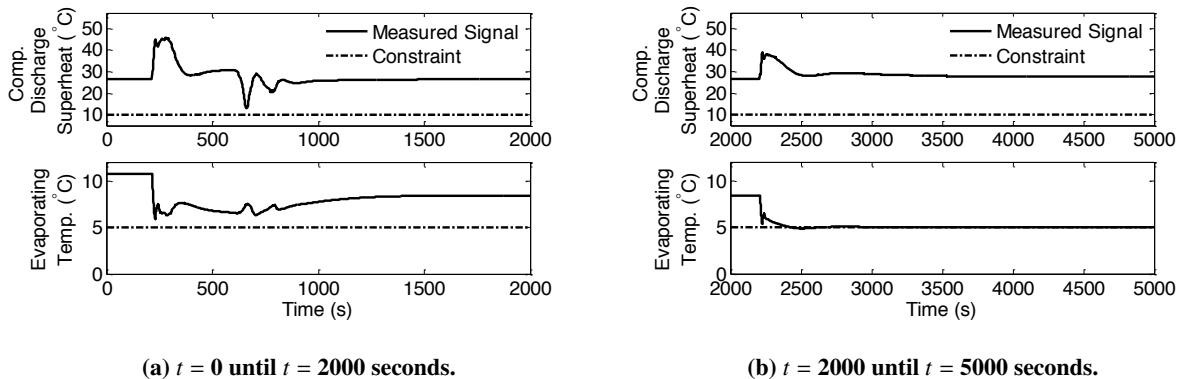 Comp.
Discharge
Superheat (°C)
50
40
30
20
10
Measured Signal
Constraint
0
500
1000
1500
2000
Evaporating
Temp. (°C)
10
5
0
0
500
1000
1500
2000
Time (s)
(a) t = 0 until t = 2000 seconds.
Comp.
Discharge
Superheat (°C)
50
40
30
20
10
Measured Signal
Constraint
2000
2500
3000
3500
4000
4500
5000
Evaporating
Temp. (°C)
10
5
0
2000
2500
3000
3500
4000
4500
5000
Time (s)
(b) t = 2000 until t = 5000 seconds.